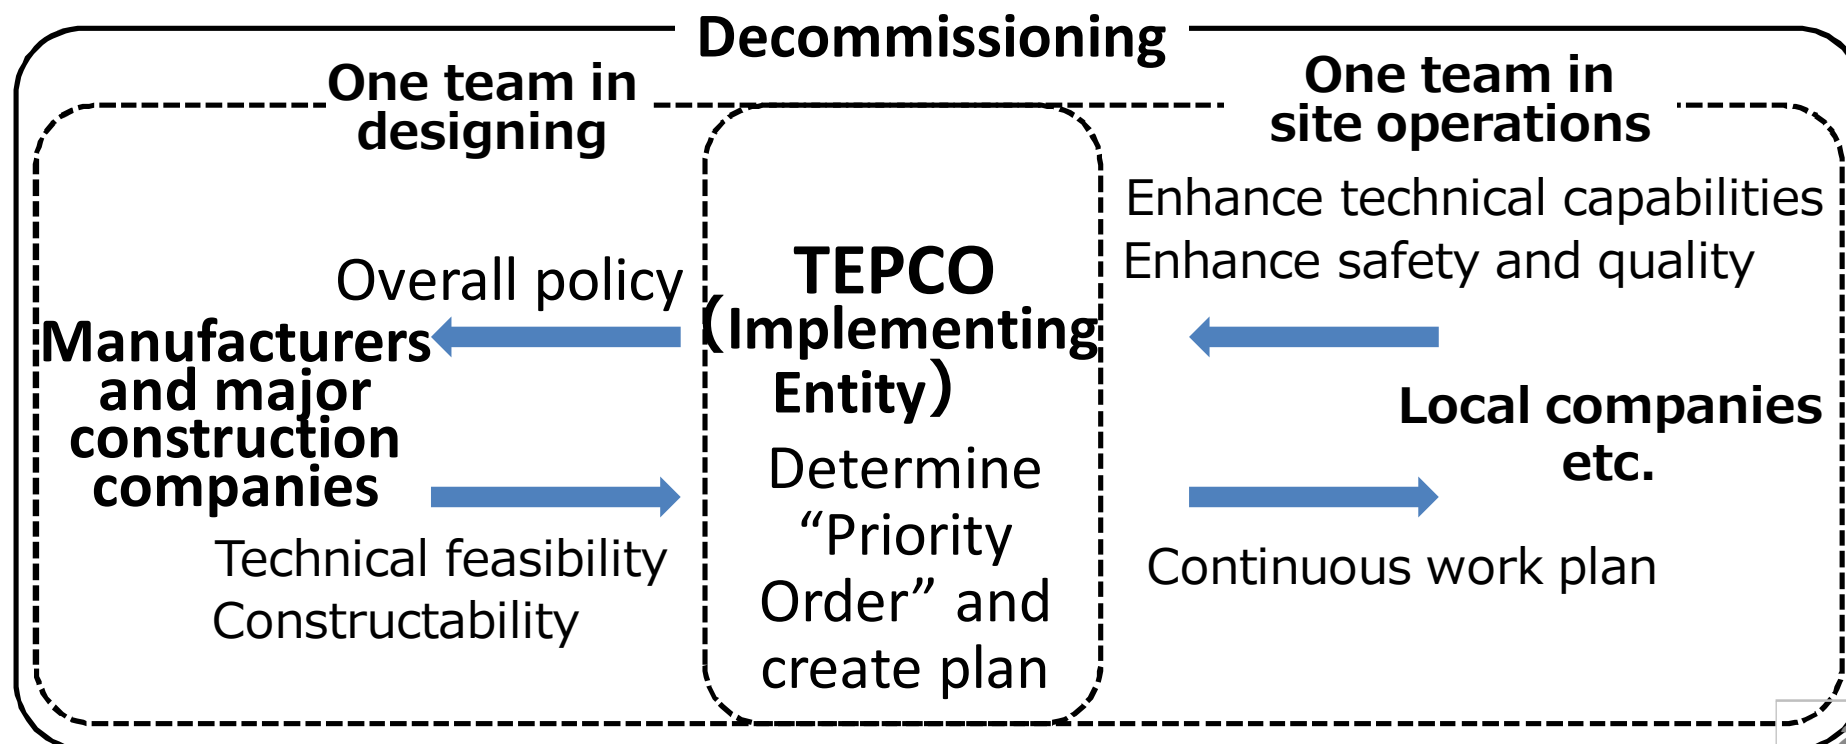 Decommissioning
One team in
designing
Overall policy
Manufacturers
and major
construction
companies
Technical feasibility
Constructability
TEPCO
（Implementing
Entity）
Determine
“Priority
Order” and
create plan
One team in
site operations
Enhance technical capabilities
Enhance safety and quality
Local companies
etc.
Continuous work plan